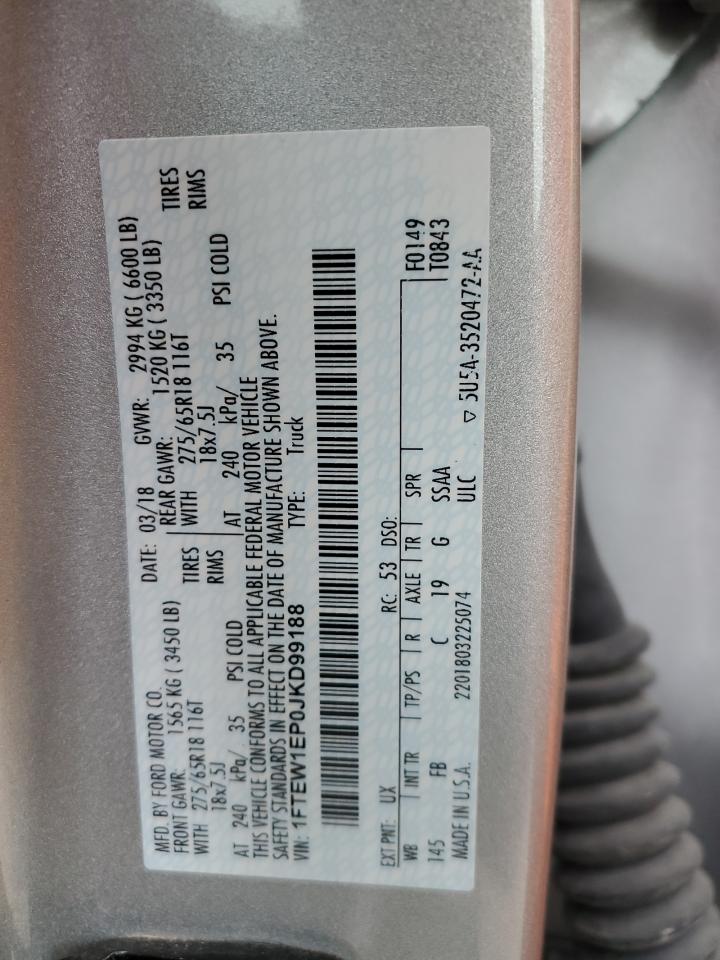 MFD. BY FORD MOTOR CO. DATE: 03/18 GVWR: 2994 KG ( 6600 LB)
FRONT GAWR: 1565 KG ( 3450 LB) REAR GAWR: 1520 KG ( 3350 LB)
WITH 275/65R18 116T TIRES WITH 275/65R18 116T TIRES
18x7.5J RIMS 18x7.5J RIMS
AT 240 kPa/ 35 PSI COLD AT 240 kPa/ 35 PSI COLD
THIS VEHICLE CONFORMS TO ALL APPLICABLE FEDERAL MOTOR VEHICLE
SAFETY STANDARDS IN EFFECT ON THE DATE OF MANUFACTURE SHOWN ABOVE.
VIN: 1FTEW1EP0JKD99188 TYPE: Truck
EXT PNT: UX RC: 53 DSO:
WB INT TR TP/PS R AXLE TR SPR F0149
145 FB C 19 G SSAA T0843
MADE IN U.S.A. 2201803225074 ULC ▽ 5U5A-3520472-AA